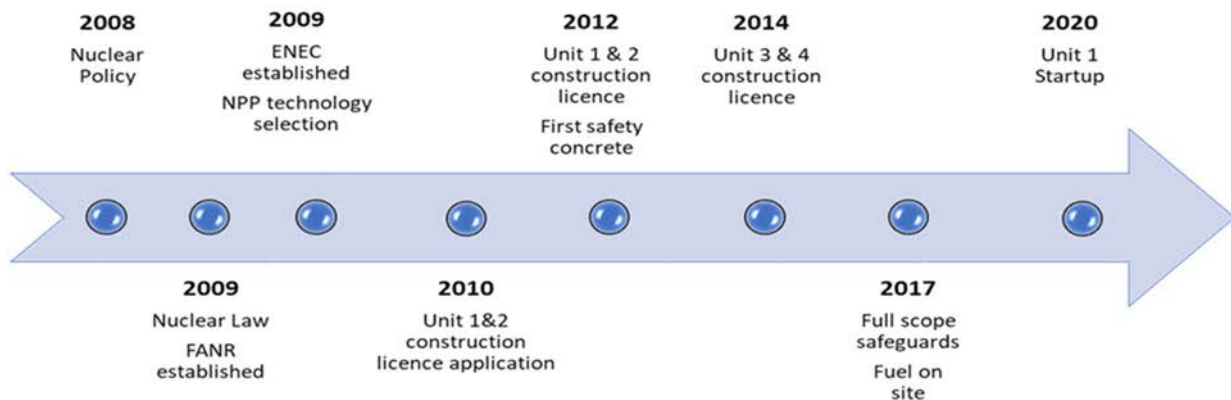 2008
Nuclear
Policy
2009
ENEC
established
NPP technology
selection
2012
Unit 1 & 2
construction
licence
First safety
concrete
2014
Unit 3 & 4
construction
licence
2020
Unit 1
Startup
2009
Nuclear Law
FANR
established
2010
Unit 1&2
construction
licence application
2017
Full scope
safeguards
Fuel on
site